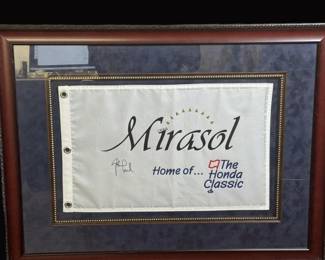 Mirasol
Home of... The
Honda
Classic